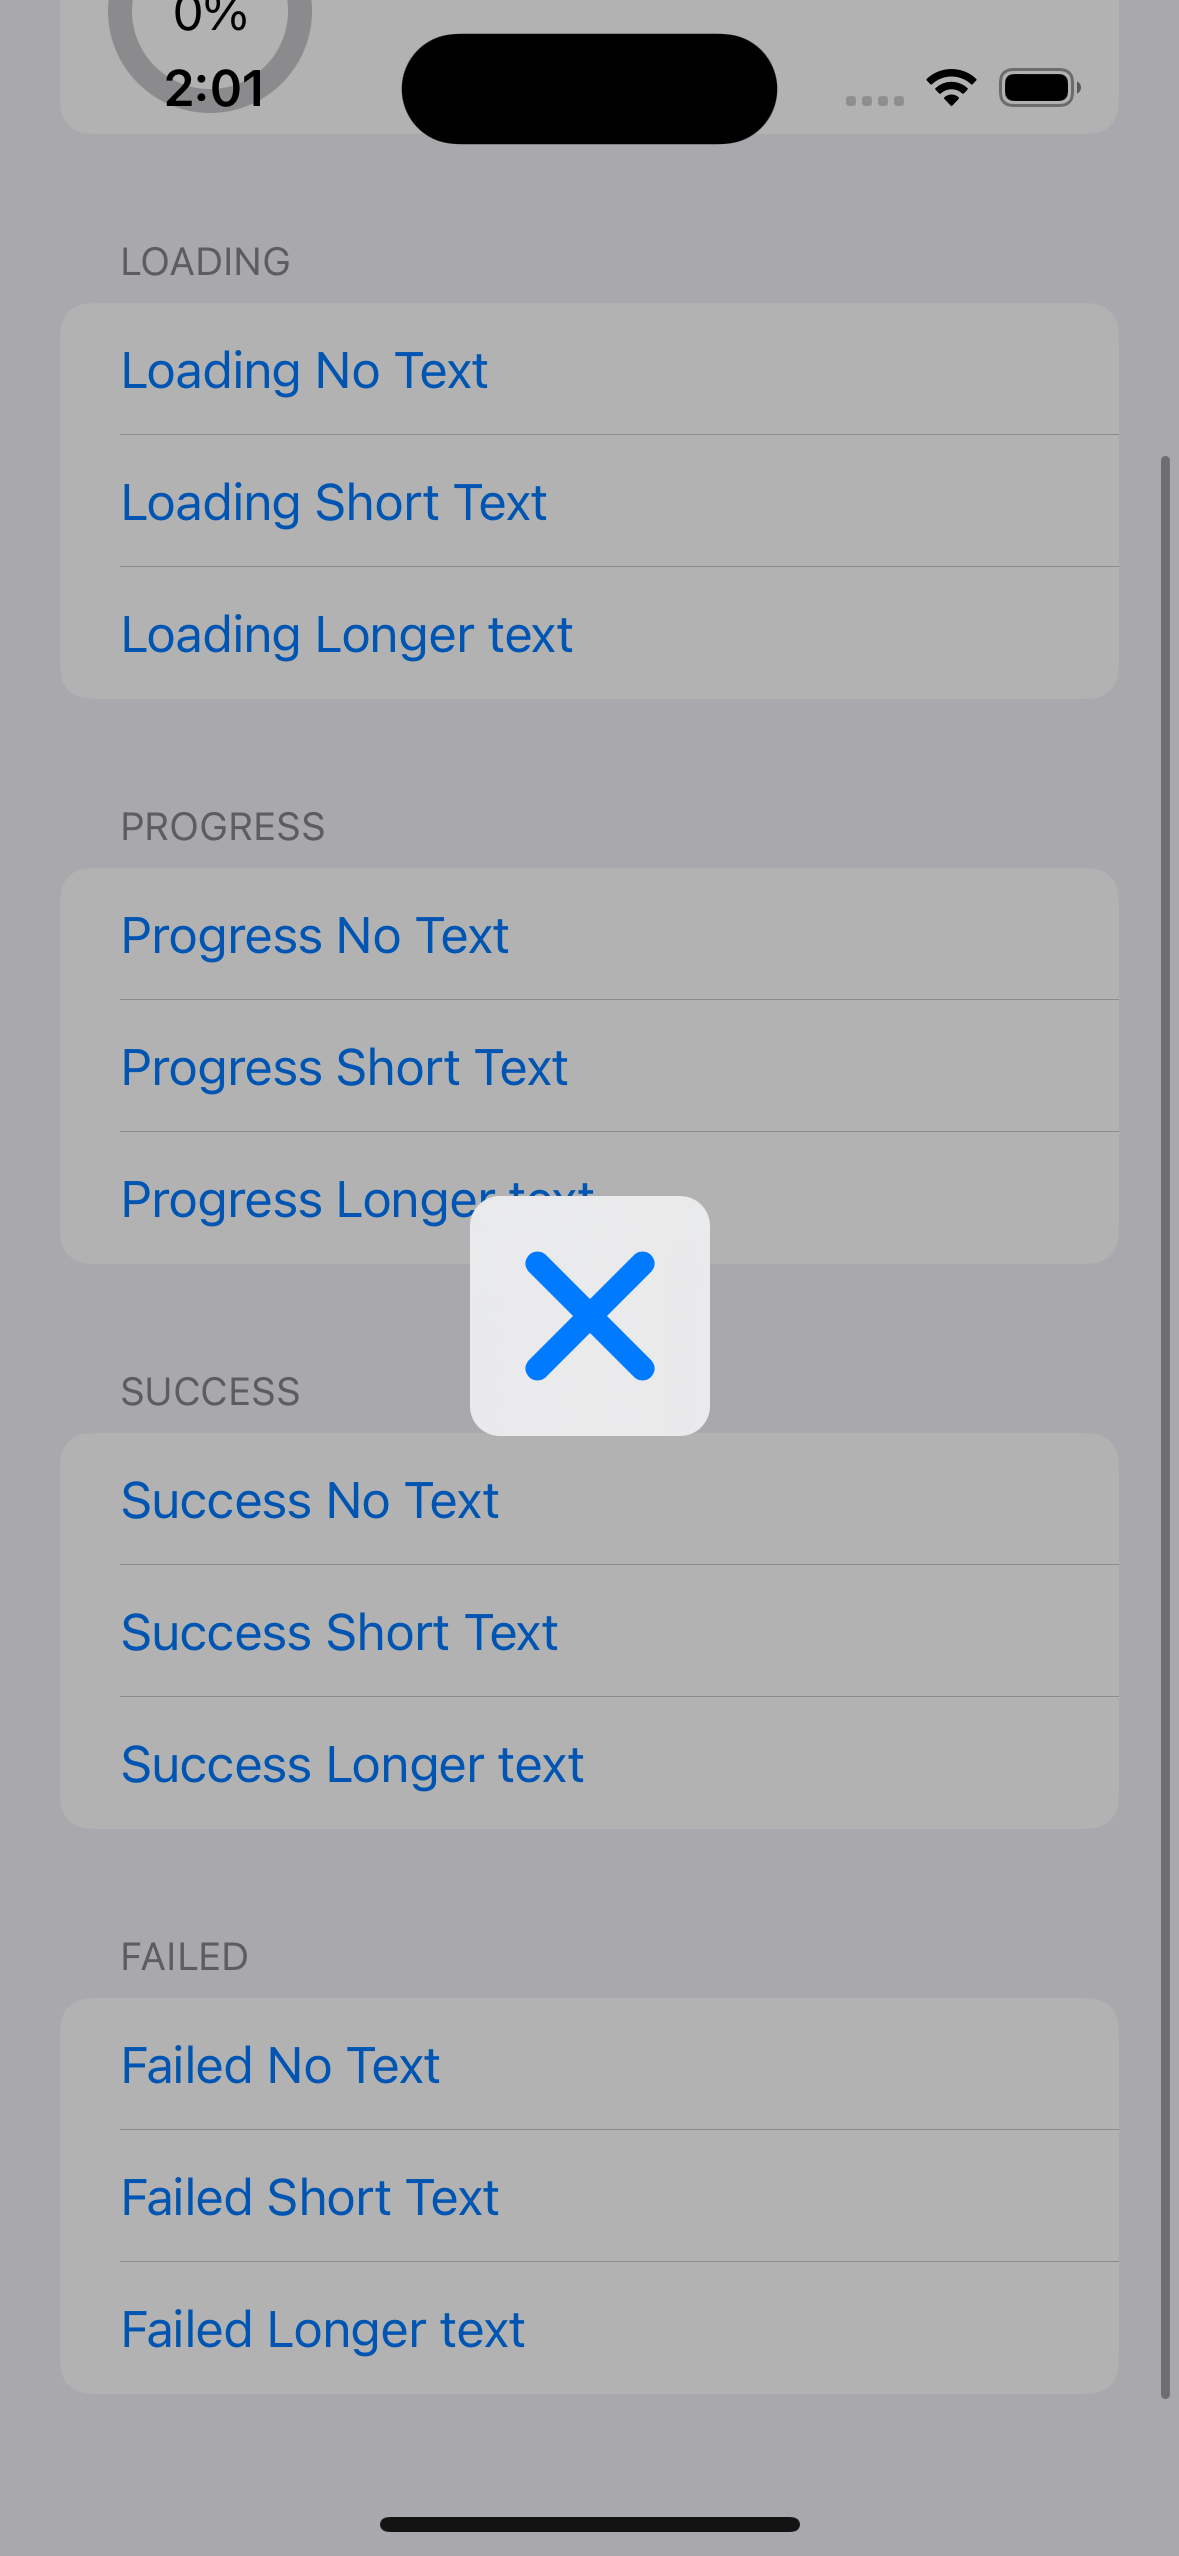 0%
2:01
LOADING
Loading No Text
Loading Short Text
Loading Longer text
PROGRESS
Progress No Text
Progress Short Text
Progress Longer text
SUCCESS
Success No Text
Success Short Text
Success Longer text
FAILED
Failed No Text
Failed Short Text
Failed Longer text